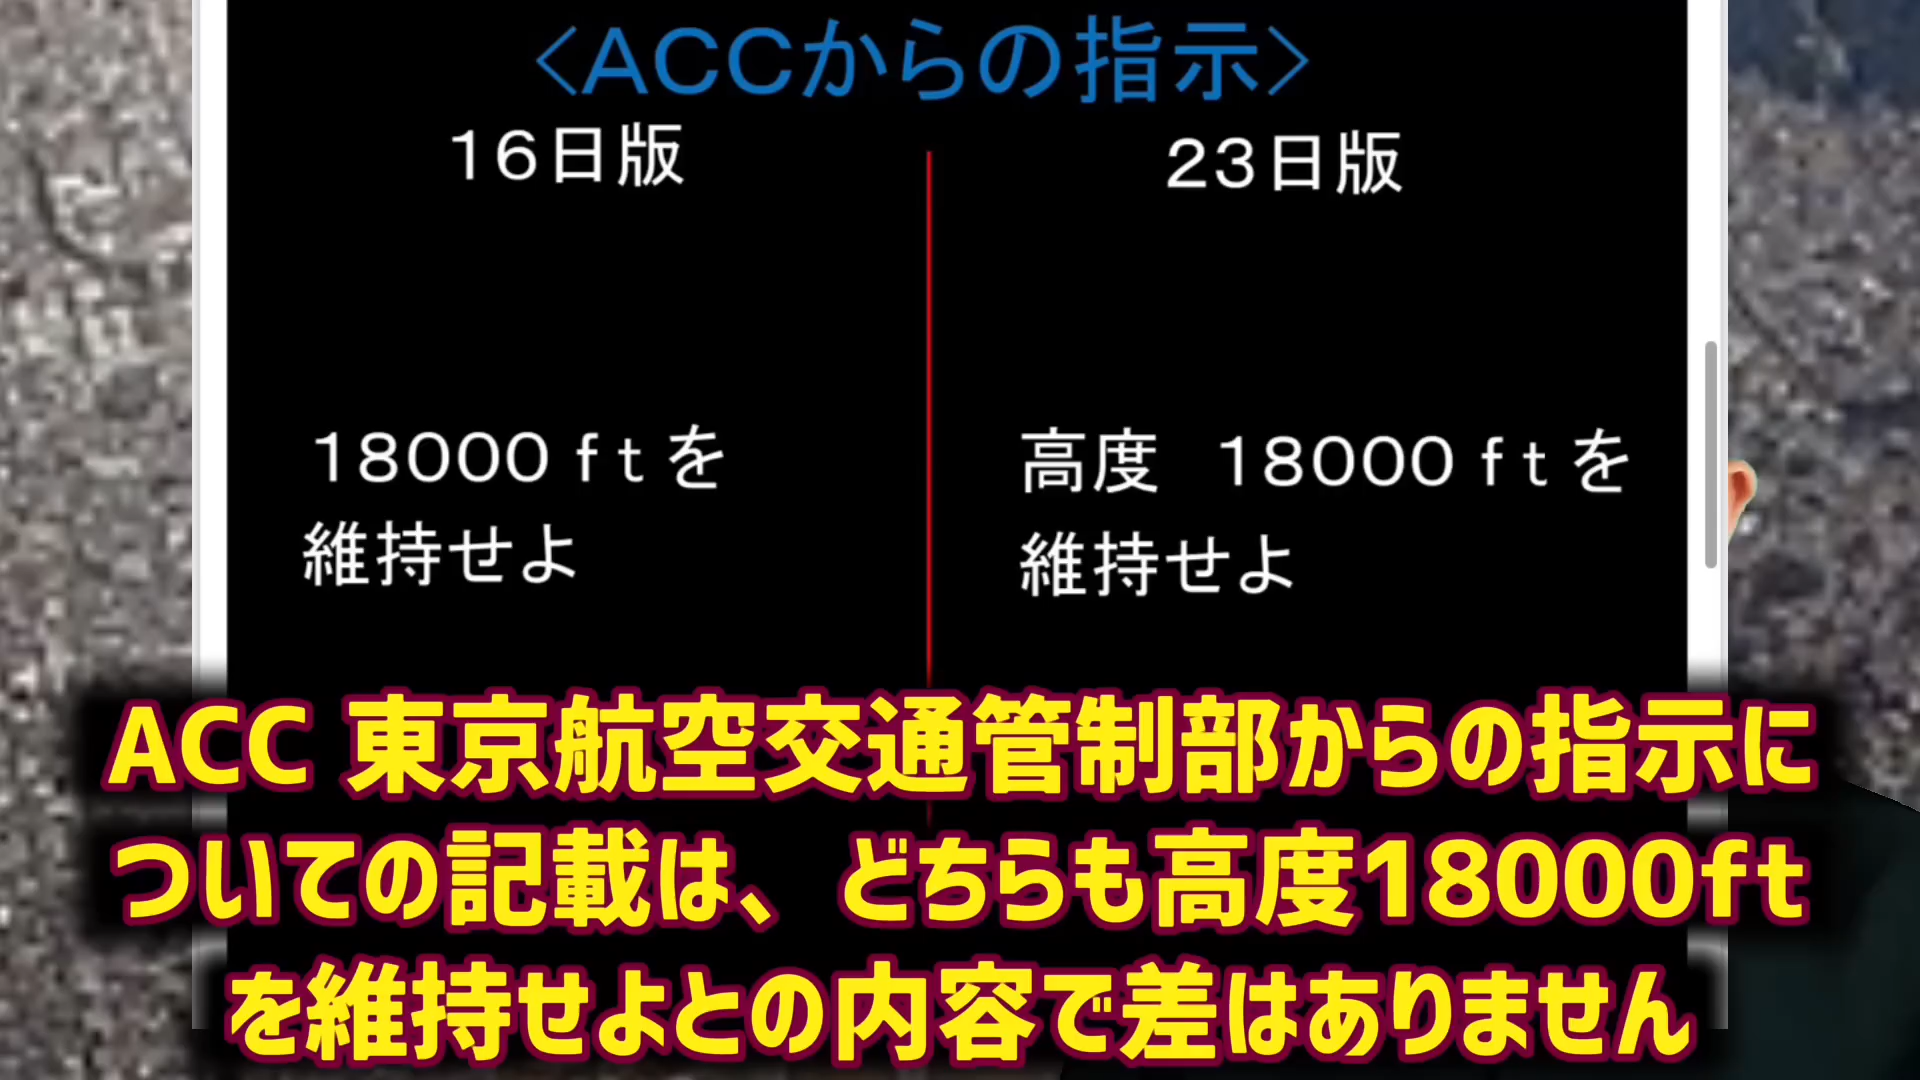 ＜ACCからの指示＞
16日版
23日版
18000ftを
維持せよ
高度 18000ftを
維持せよ
ACC 東京航空交通管制部からの指示に
ついての記載は、どちらも高度18000ft
を維持せよとの内容で差はありません